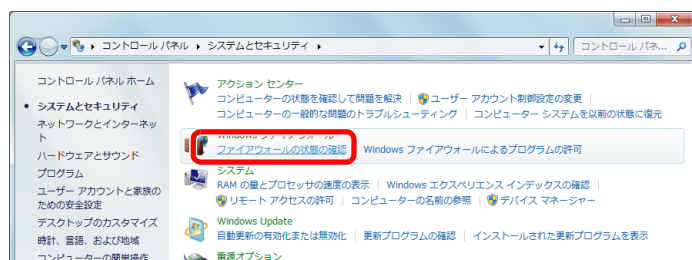 コントロール パネル ▸ システムとセキュリティ ▸
コントロール パネ...
コントロール パネル ホーム
システムとセキュリティ
ネットワークとインターネッ
ト
ハードウェアとサウンド
プログラム
ユーザー アカウントと家族の
ための安全設定
デスクトップのカスタマイズ
時計、言語、および地域
コンピューターの簡単操作
アクション センター
コンピューターの状態を確認して問題を解決 | ユーザー アカウント制御設定の変更 |
コンピューターの一般的な問題のトラブルシューティング | コンピューター システムを以前の状態に復元
Windows ファイアウォール
ファイアウォールの状態の確認 | Windows ファイアウォールによるプログラムの許可
システム
RAM の量とプロセッサの速度の表示 | Windows エクスペリエンス インデックスの確認 |
リモート アクセスの許可 | コンピューターの名前の参照 | デバイス マネージャー
Windows Update
自動更新の有効化または無効化 | 更新プログラムの確認 | インストールされた更新プログラムを表示
電源オプション